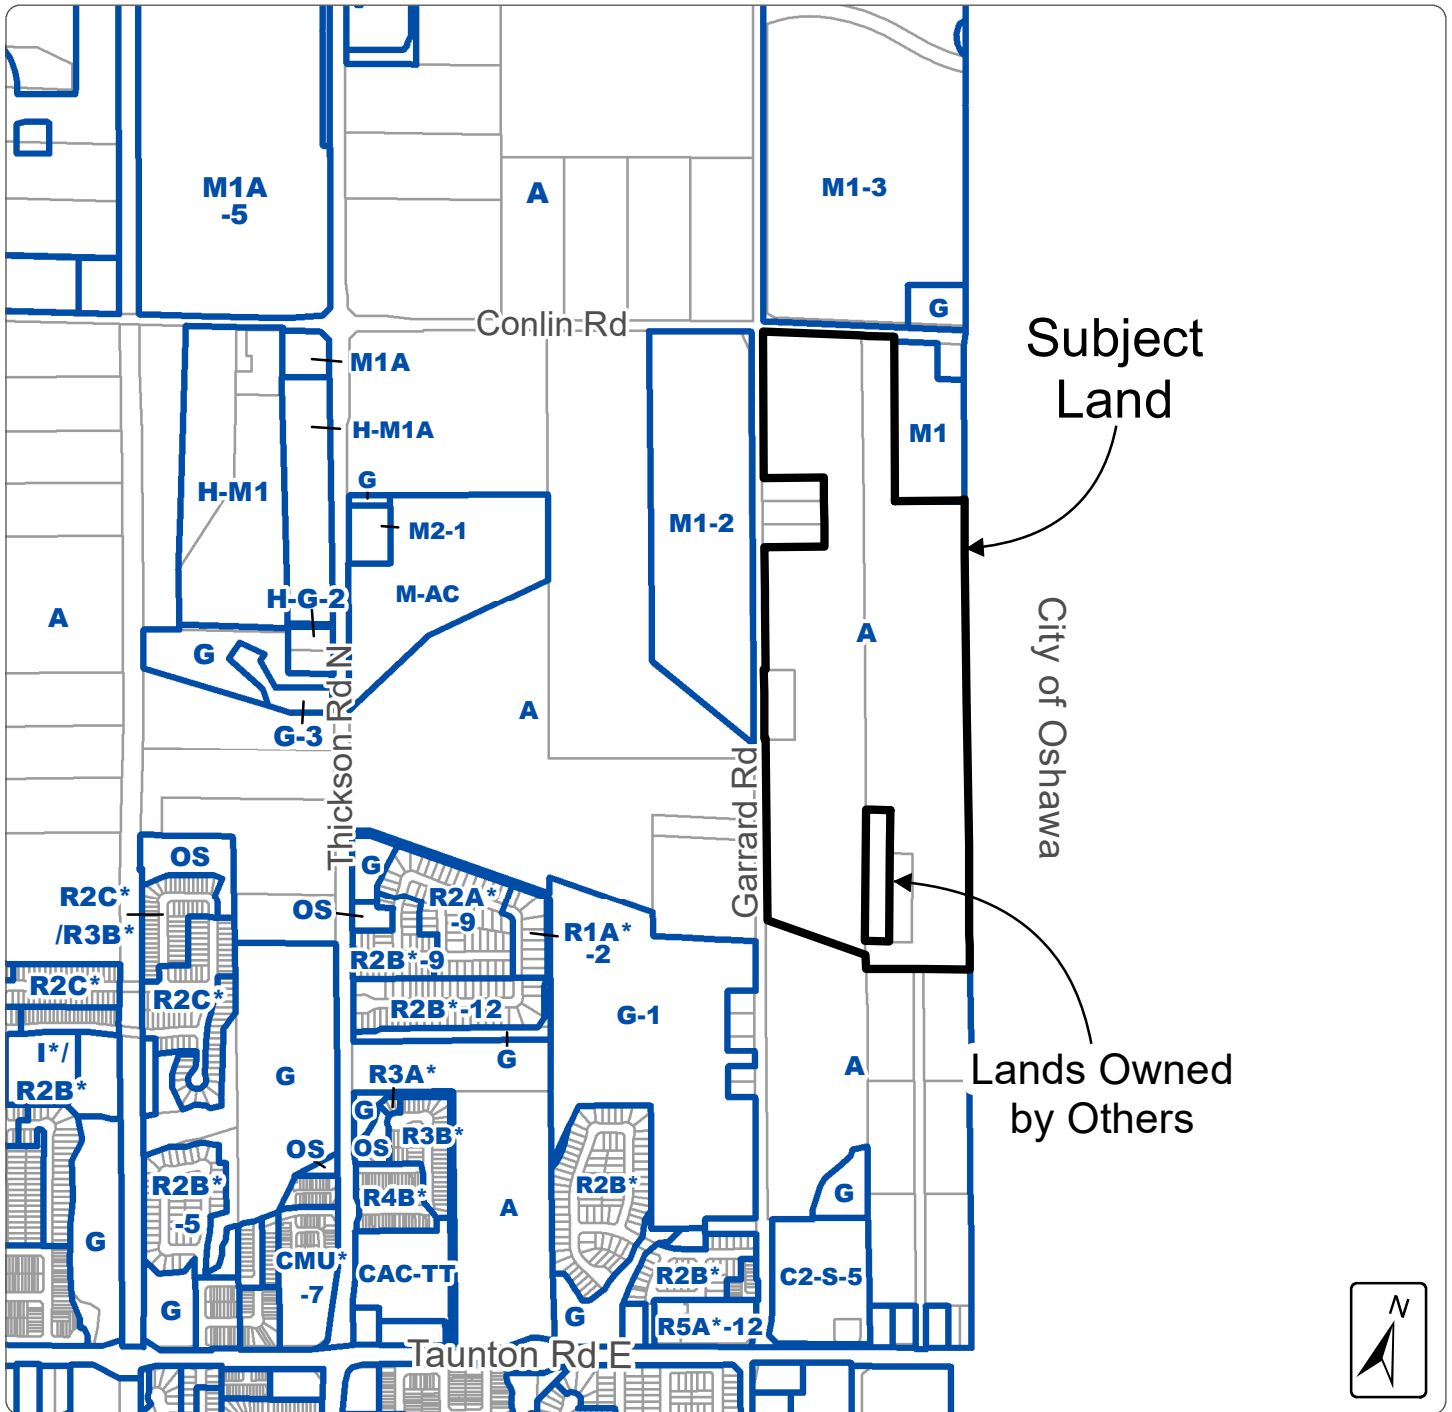 M1A
-5
A
M1-3
G
Conlin Rd
Subject
Land
M1A
H-M1A
M1
G
H-M1
M2-1
M1-2
M-AC
H-G-2
A
A
City of Oshawa
G
Thickson Rd N
A
G-3
Garrard Rd
OS
G
R2C*
/R3B*
R2A*
-9
OS
R1A*
-2
R2B*-9
R2C*
R2C*
R2B*-12
G-1
I*/
R2B*
G
G
R3A*
A
Lands Owned
by Others
G
R3B*
OS
OS
R2B*
-5
R4B*
R2B*
G
A
G
CMU*
-7
CAC-TT
R2B*
C2-S-5
G
G
R5A*-12
Taunton Rd E
N